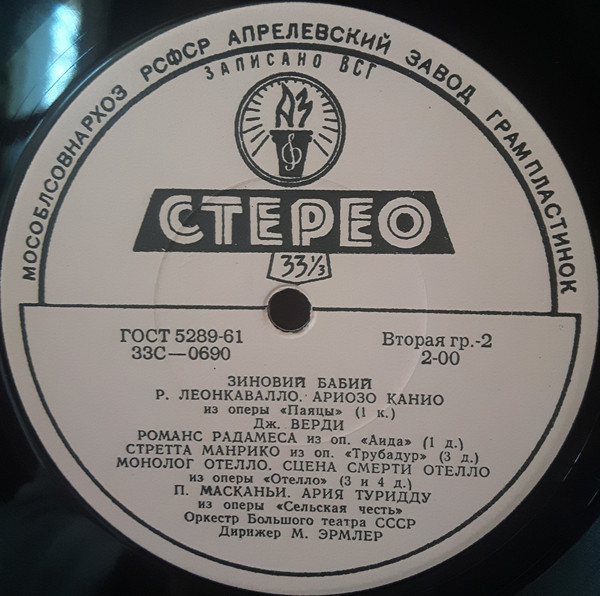 МОСОБЛСОВНАРХОЗ РСФСР АПРЕЛЕВСКИЙ ЗАВОД ГРАМПЛАСТИНОК
ЗАПИСАНО ВСГ
АЗ
СТЕРЕО
33⅓
ГОСТ 5289-61 Вторая гр.-2
33С—0690 2-00
ЗИНОВИЙ БАБИЙ
Р. ЛЕОНКАВАЛЛО. АРИОЗО КАНИО
из оперы «Паяцы» (1 к.)
Дж. ВЕРДИ
РОМАНС РАДАМЕСА из оп. «Аида» (1 д.)
СТРЕТТА МАНРИКО из оп. «Трубадур» (3 д.)
МОНОЛОГ ОТЕЛЛО. СЦЕНА СМЕРТИ ОТЕЛЛО
из оперы «Отелло» (3 и 4 д.)
П. МАСКАНЬИ. АРИЯ ТУРИДДУ
из оперы «Сельская честь»
Оркестр Большого театра СССР
Дирижер М. ЭРМЛЕР